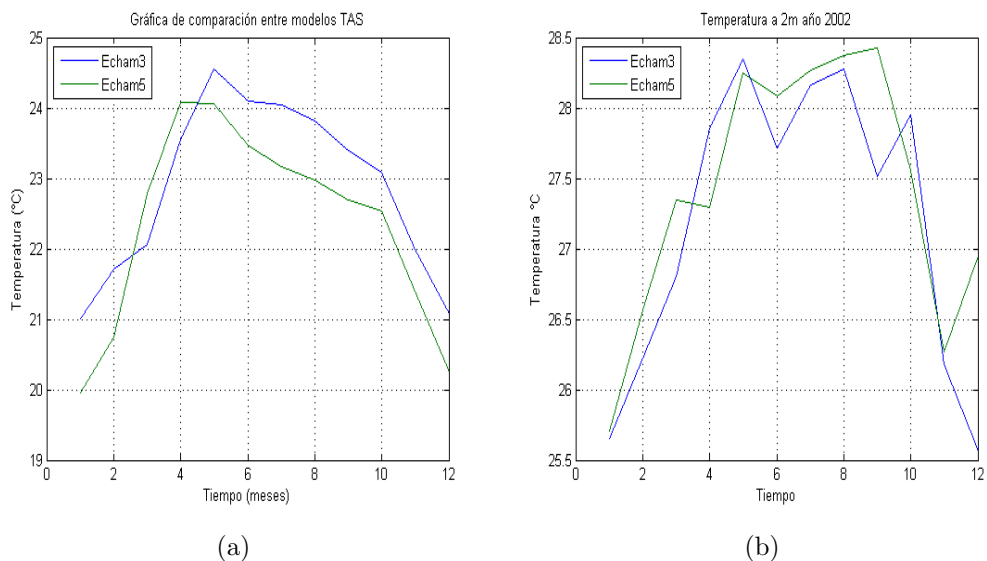 Gráfica de comparación entre modelos TAS
Echam3
Echam5
25
24
23
22
21
20
19
Temperatura (°C)
0
2
4
6
8
10
12
Tiempo (meses)
(a)
Temperatura a 2m año 2002
Echam3
Echam5
28.5
28
27.5
27
26.5
26
25.5
Temperatura °C
0
2
4
6
8
10
12
Tiempo
(b)